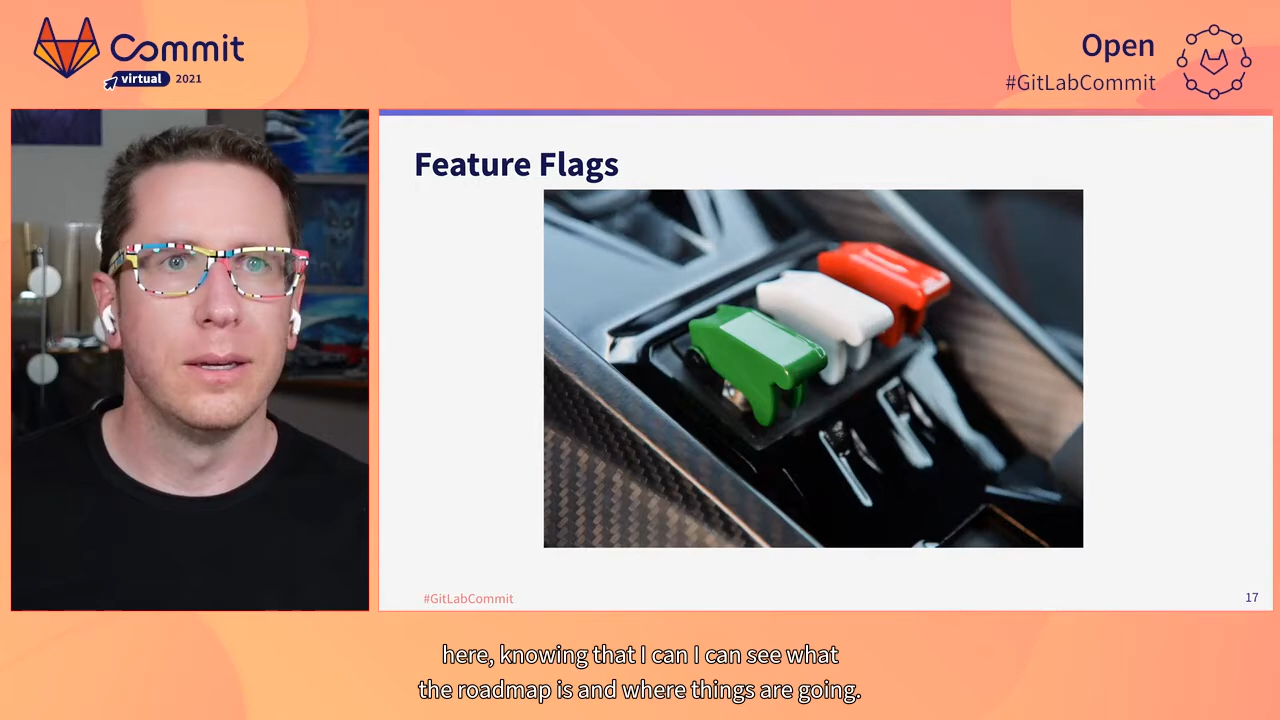 Commit
virtual 2021
Open
#GitLabCommit
Feature Flags
#GitLabCommit
17
here, knowing that I can I can see what
the roadmap is and where things are going.